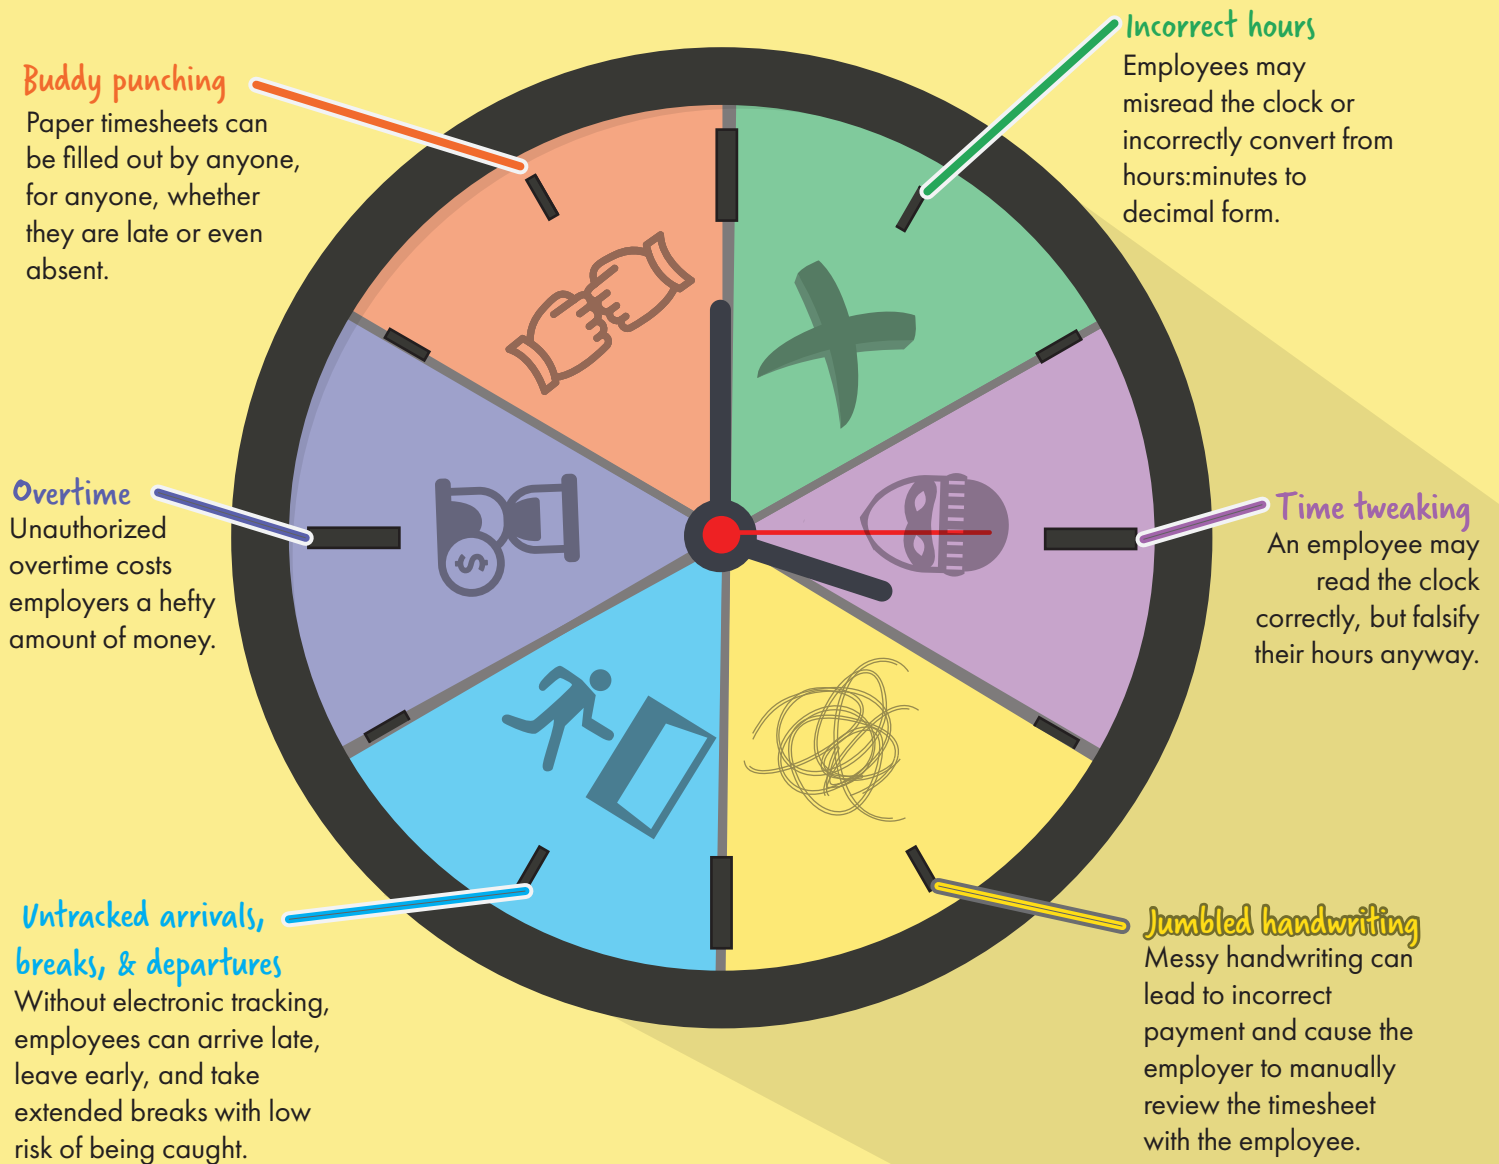 Buddy punching
Paper timesheets can
be filled out by anyone,
for anyone, whether
they are late or even
absent.
Incorrect hours
Employees may
misread the clock or
incorrectly convert from
hours:minutes to
decimal form.
Overtime
Unauthorized
overtime costs
employers a hefty
amount of money.
$
Time tweaking
An employee may
read the clock
correctly, but falsify
their hours anyway.
Untracked arrivals,
breaks, & departures
Without electronic tracking,
employees can arrive late,
leave early, and take
extended breaks with low
risk of being caught.
Jumbled handwriting
Messy handwriting can
lead to incorrect
payment and cause the
employer to manually
review the timesheet
with the employee.